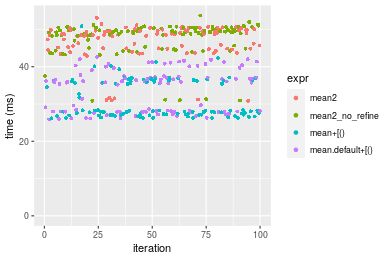 time (ms)
40
20
0
0
25
50
75
100
iteration
expr
mean2
mean2_no_refine
mean+[()
mean.default+[()